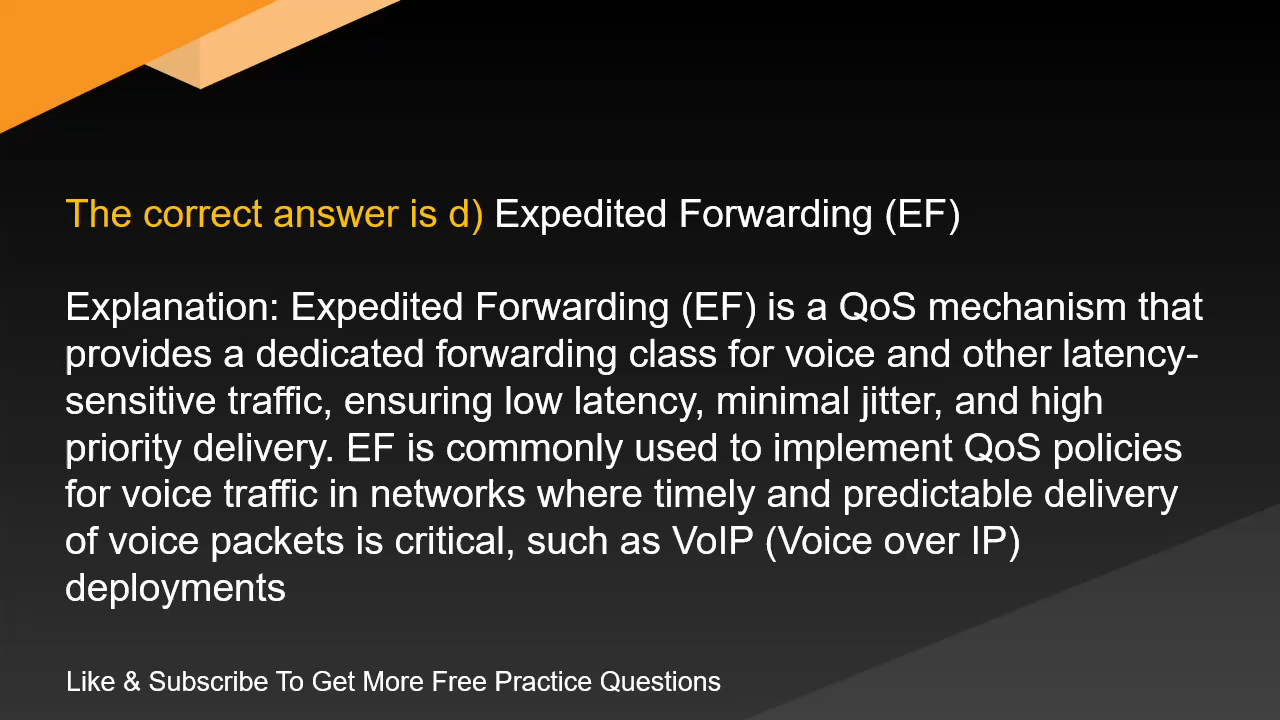 The correct answer is d) Expedited Forwarding (EF)
Explanation: Expedited Forwarding (EF) is a QoS mechanism that
provides a dedicated forwarding class for voice and other latency-
sensitive traffic, ensuring low latency, minimal jitter, and high
priority delivery. EF is commonly used to implement QoS policies
for voice traffic in networks where timely and predictable delivery
of voice packets is critical, such as VoIP (Voice over IP)
deployments
Like & Subscribe To Get More Free Practice Questions